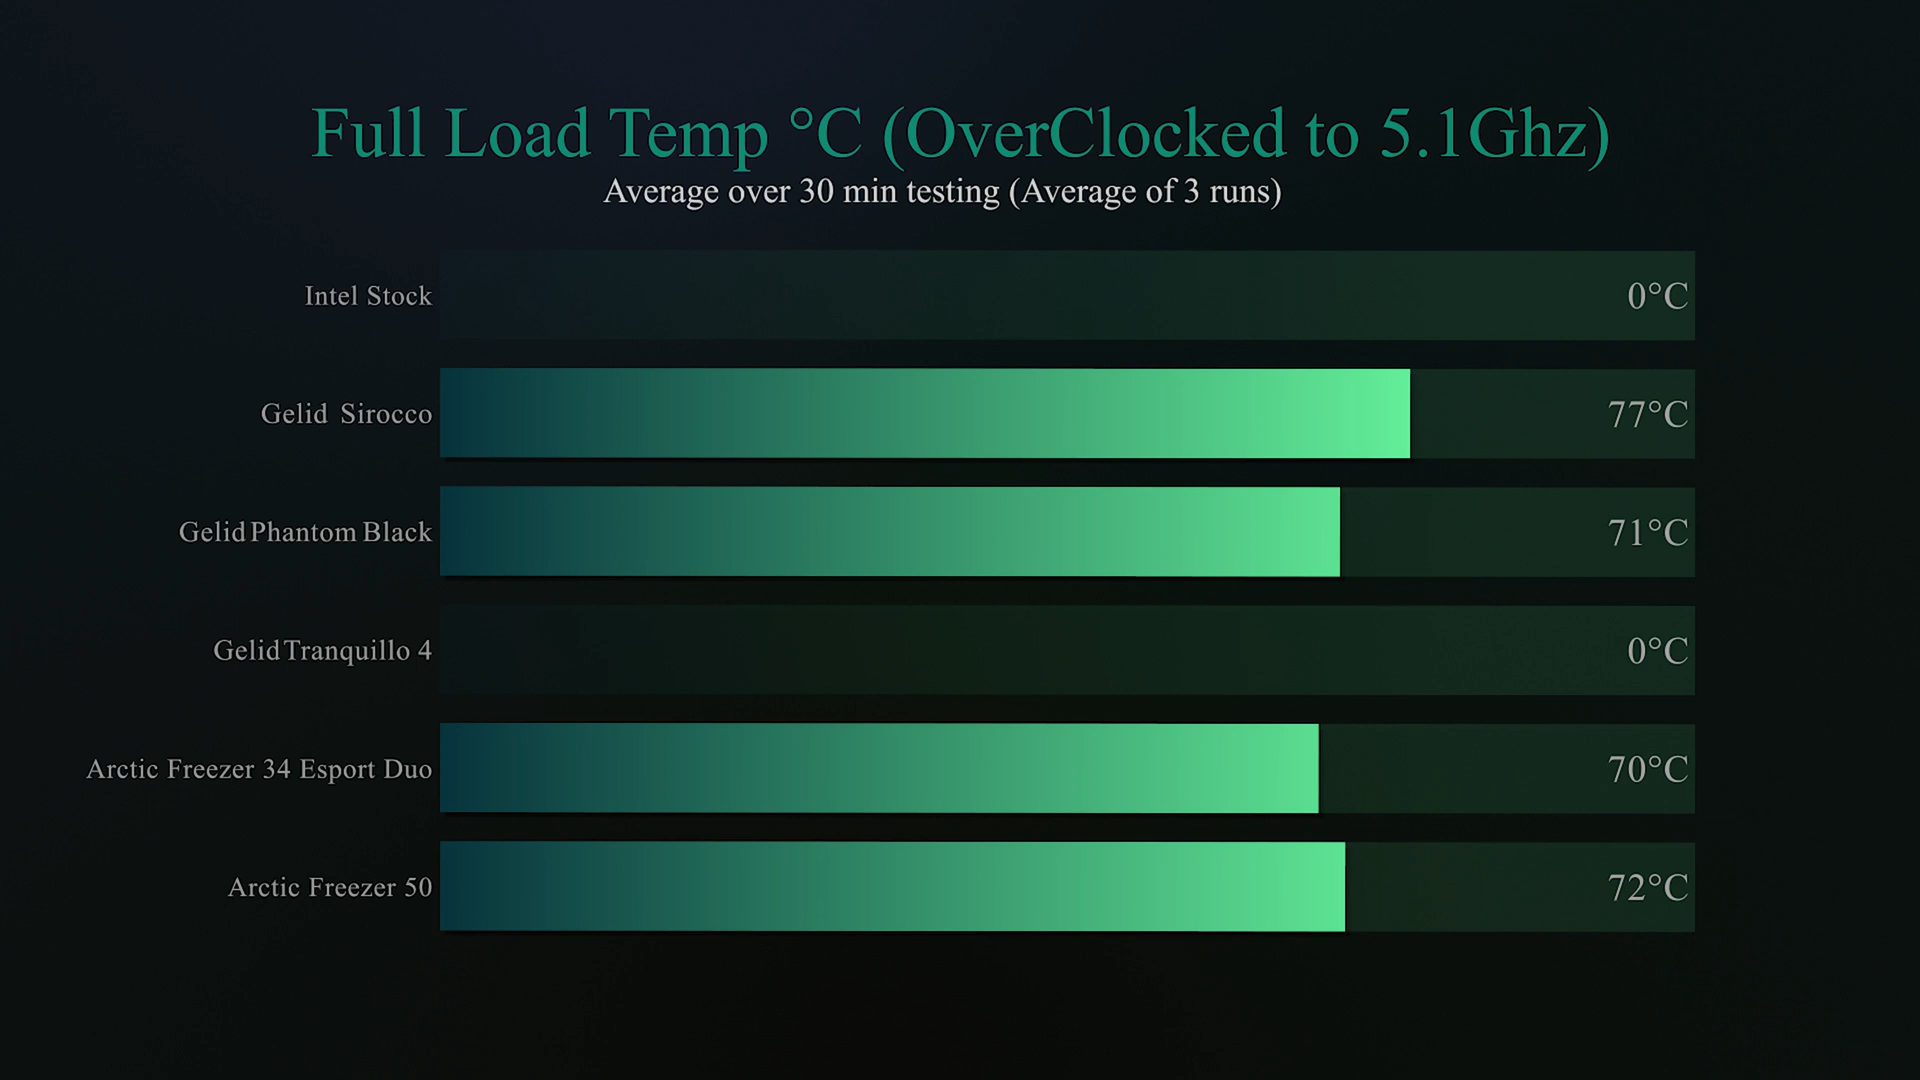 Full Load Temp °C (OverClocked to 5.1Ghz)
Average over 30 min testing (Average of 3 runs)
Intel Stock 0°C
Gelid Sirocco 77°C
Gelid Phantom Black 71°C
Gelid Tranquillo 4 0°C
Arctic Freezer 34 Esport Duo 70°C
Arctic Freezer 50 72°C